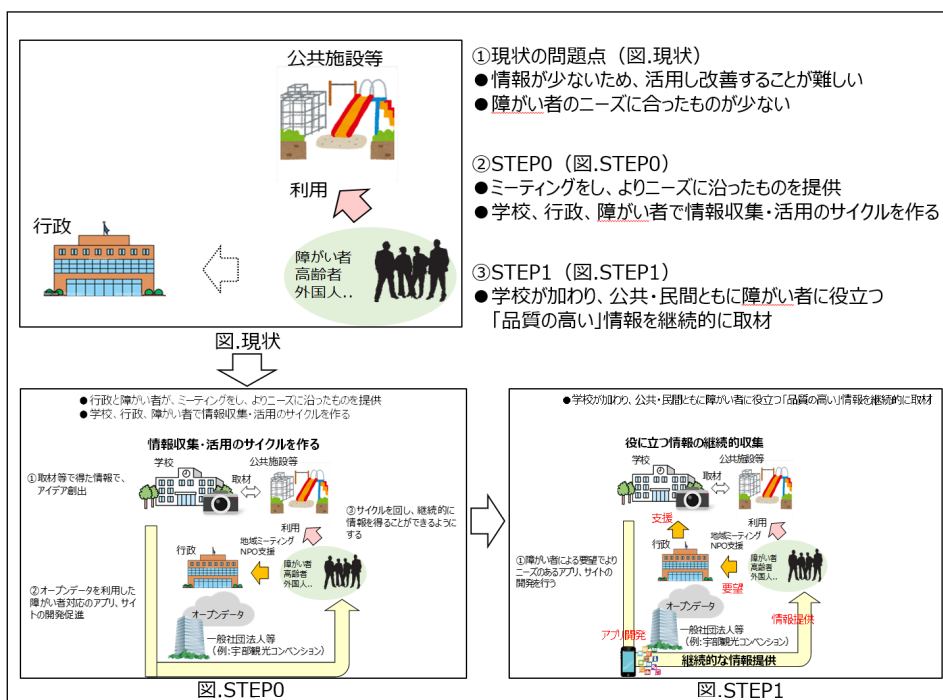 公共施設等
利用
行政
障がい者
高齢者
外国人..
図.現状
①現状の問題点（図.現状）
●情報が少ないため、活用し改善することが難しい
●障がい者のニーズに合ったものが少ない
②STEP0（図.STEP0）
●ミーティングをし、よりニーズに沿ったものを提供
●学校、行政、障がい者で情報収集・活用のサイクルを作る
③STEP1（図.STEP1）
●学校が加わり、公共・民間ともに障がい者に役立つ
「品質の高い」情報を継続的に取材
●行政と障がい者が、ミーティングをし、よりニーズに沿ったものを提供
●学校、行政、障がい者で情報収集・活用のサイクルを作る
情報収集・活用のサイクルを作る
学校
公共施設等
取材
①取材等で得た情報で、
アイデア創出
③サイクルを回し、継続的に
情報を得ることができるように
する
利用
地域ミーティング
NPO支援
行政
障がい者
高齢者
外国人..
②オープンデータを利用した
障がい者対応のアプリ、サイ
トの開発促進
オープンデータ
一般社団法人等
（例:宇部観光コンベンション）
図.STEP0
●学校が加わり、公共・民間ともに障がい者に役立つ「品質の高い」情報を継続的に取材
役に立つ情報の継続的収集
学校
公共施設等
取材
支援
利用
地域ミーティング
NPO支援
行政
障がい者
高齢者
外国人..
①障がい者による要望でより
ニーズのあるアプリ、サイトの
開発を行う
要望
オープンデータ
情報提供
一般社団法人等
（例:宇部観光コンベンション）
アプリ開発
継続的な情報提供
図.STEP1